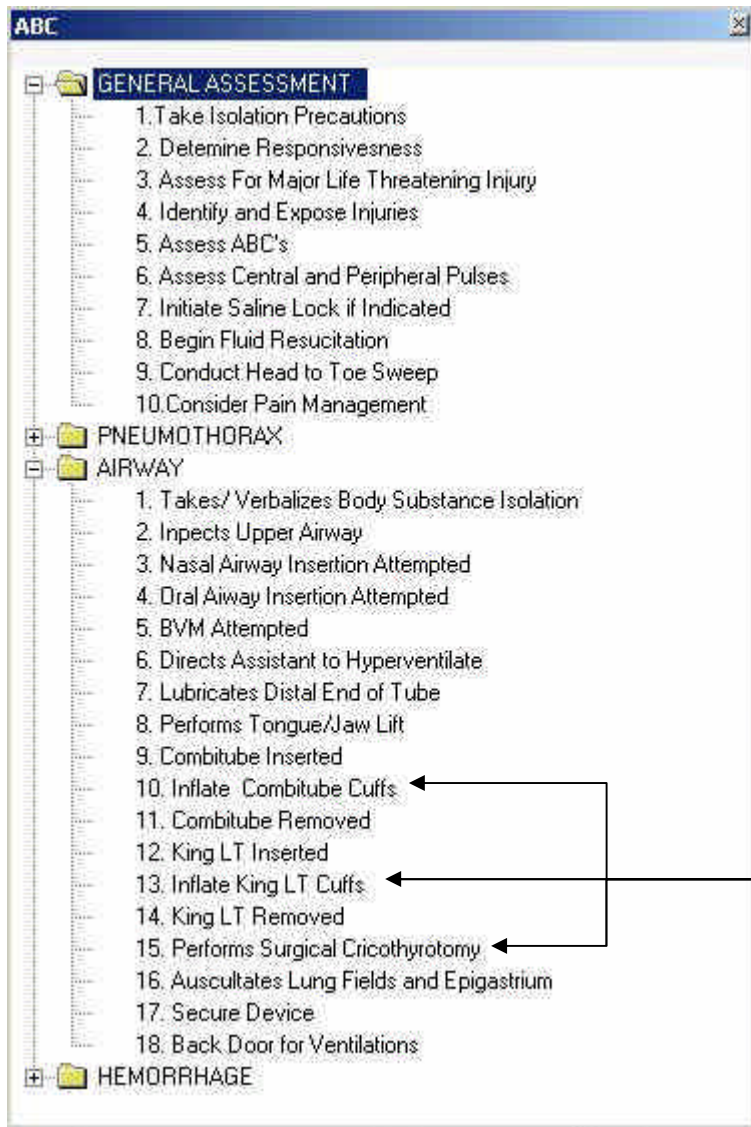 ABC
GENERAL ASSESSMENT
1.Take Isolation Precautions
2. Detemine Responsivesness
3. Assess For Major Life Threatening Injury
4. Identify and Expose Injuries
5. Assess ABC's
6. Assess Central and Peripheral Pulses
7. Initiate Saline Lock if Indicated
8. Begin Fluid Resucitation
9. Conduct Head to Toe Sweep
10.Consider Pain Management
PNEUMOTHORAX
AIRWAY
1. Takes/ Verbalizes Body Substance Isolation
2. Inpects Upper Airway
3. Nasal Airway Insertion Attempted
4. Oral Aiway Insertion Attempted
5. BVM Attempted
6. Directs Assistant to Hyperventilate
7. Lubricates Distal End of Tube
8. Performs Tongue/Jaw Lift
9. Combitube Inserted
10. Inflate  Combitube Cuffs
11. Combitube Removed
12. King LT Inserted
13. Inflate King LT Cuffs
14. King LT Removed
15. Performs Surgical Cricothyrotomy
16. Auscultates Lung Fields and Epigastrium
17. Secure Device
18. Back Door for Ventilations
HEMORRHAGE